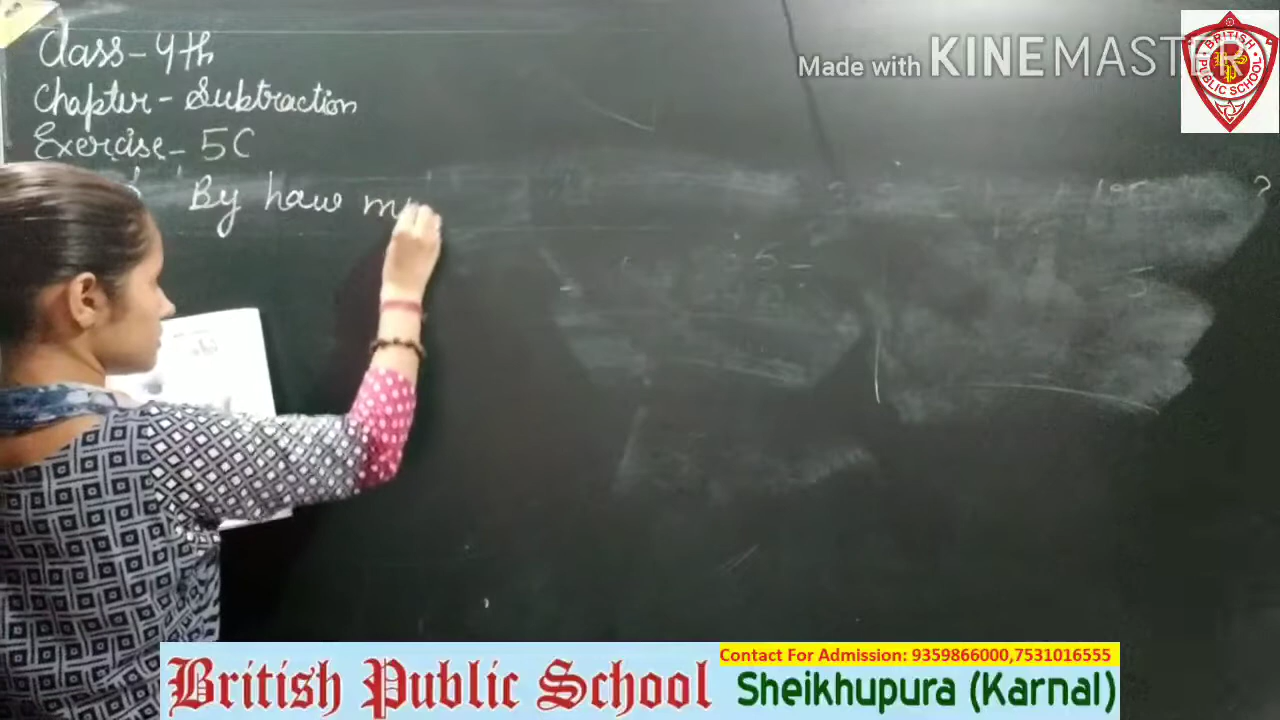 Class - 4th
Chapter - Subtraction
Exercise - 5C
By haw
Made with KINEMASTER
BRITISH PUBLIC SCHOOL
Contact For Admission: 9359866000,7531016555
British Public School
Sheikhupura (Karnal)